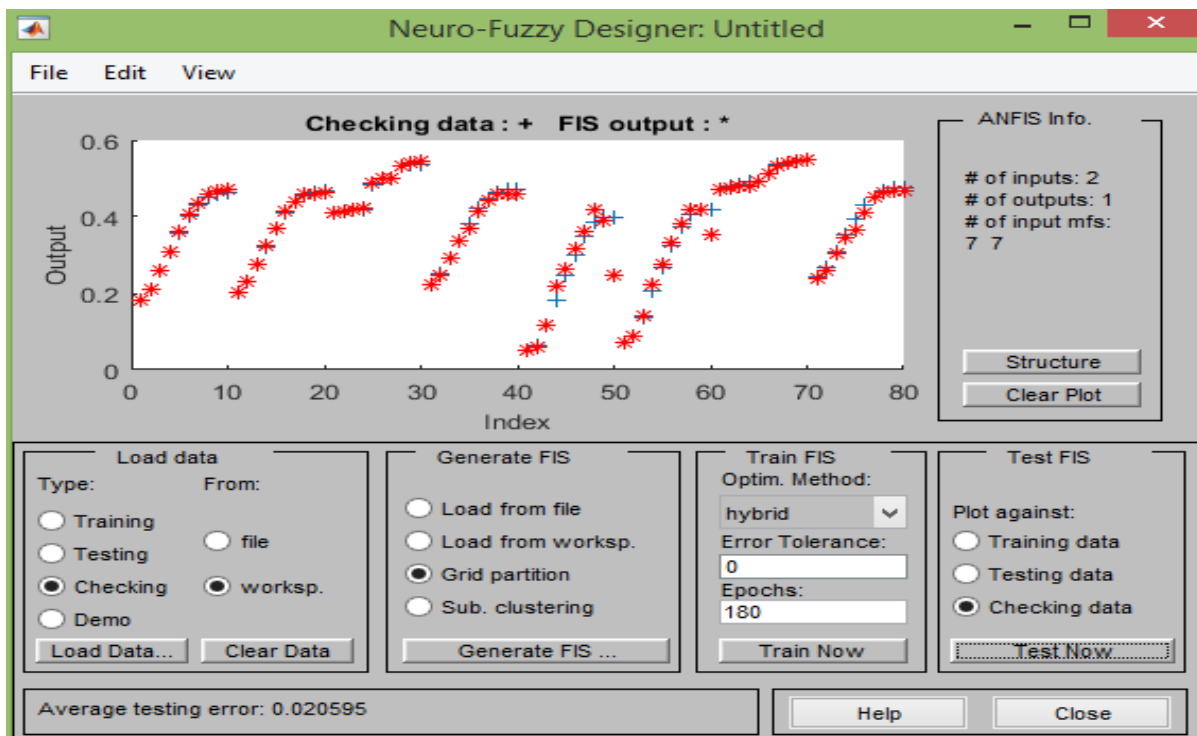 Neuro-Fuzzy Designer: Untitled
File Edit View
Checking data : + FIS output : *
Output
0.6
0.4
0.2
0
0 10 20 30 40 50 60 70 80
Index
ANFIS Info.
# of inputs: 2
# of outputs: 1
# of input mfs:
7 7
Structure
Clear Plot
Load data
Type: From:
Training
Testing
Checking
Demo
file
worksp.
Load Data... Clear Data
Generate FIS
Load from file
Load from worksp.
Grid partition
Sub. clustering
Generate FIS ...
Train FIS
Optim. Method:
hybrid
Error Tolerance:
0
Epochs:
180
Train Now
Test FIS
Plot against:
Training data
Testing data
Checking data
Test Now
Average testing error: 0.020595
Help Close